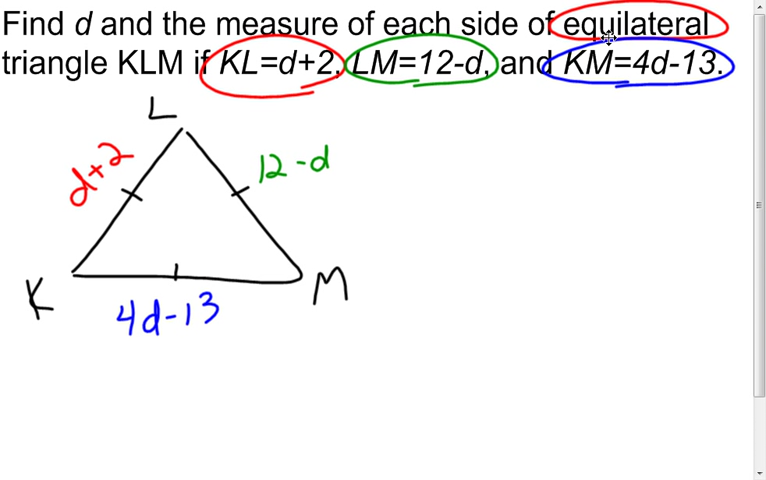 Find d and the measure of each side of equilateral
triangle KLM if KL=d+2, LM=12-d, and KM=4d-13.
L
d+2
12-d
K
M
4d-13